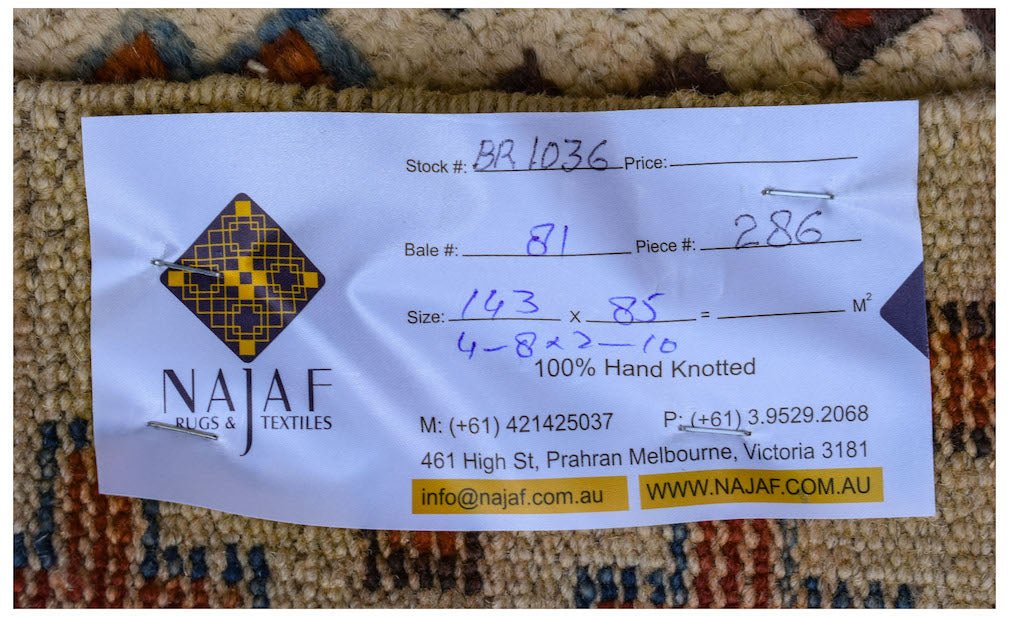 NAJAF
RUGS & TEXTILES
Stock #: BR1036 Price:
Bale #: 81 Piece #: 286
Size: 143 x 85 = M²
4-8x2-10
100% Hand Knotted
M: (+61) 421425037 P: (+61) 3.9529.2068
461 High St, Prahran Melbourne, Victoria 3181
info@najaf.com.au WWW.NAJAF.COM.AU